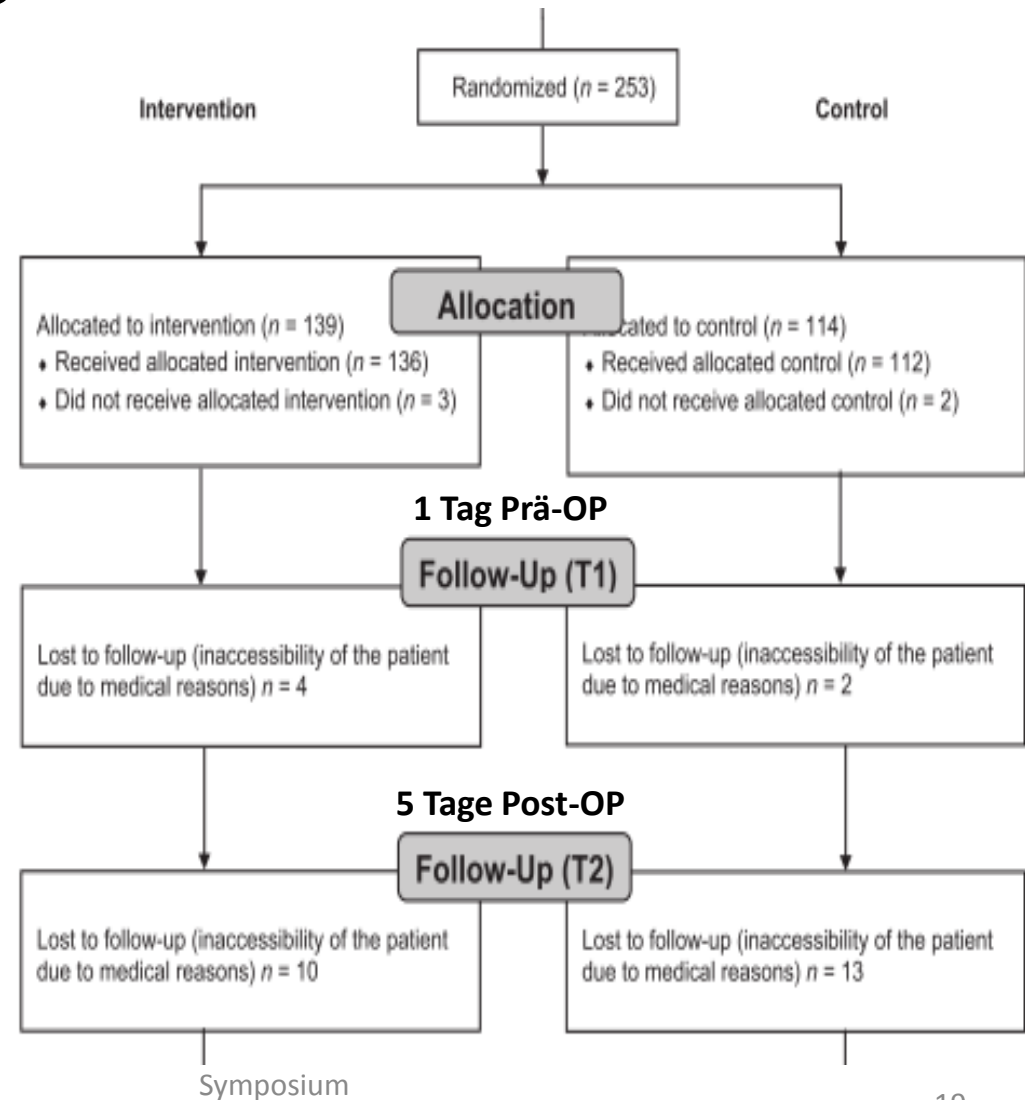 Randomized (n = 253)
Intervention
Control
Allocation
Allocated to intervention (n = 139)
♦ Received allocated intervention (n = 136)
♦ Did not receive allocated intervention (n = 3)
cated to control (n = 114)
♦ Received allocated control (n = 112)
♦ Did not receive allocated control (n = 2)
1 Tag Prä-OP
Follow-Up (T1)
Lost to follow-up (inaccessibility of the patient
due to medical reasons) n = 4
Lost to follow-up (inaccessibility of the patient
due to medical reasons) n = 2
5 Tage Post-OP
Follow-Up (T2)
Lost to follow-up (inaccessibility of the patient
due to medical reasons) n = 10
Lost to follow-up (inaccessibility of the patient
due to medical reasons) n = 13
Symposium